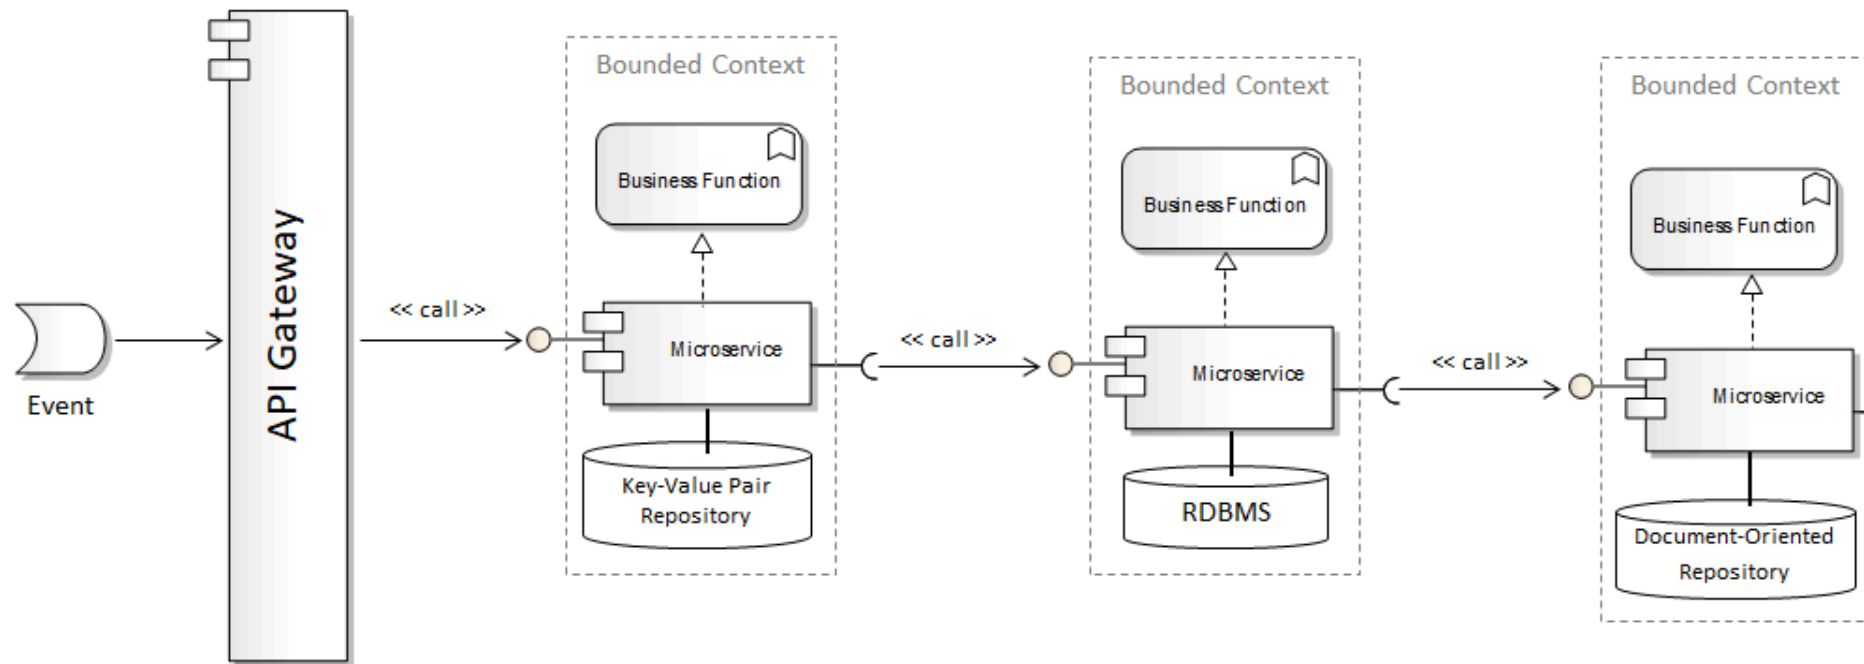 Event
API Gateway
<< call >>
Bounded Context
Business Function
Microservice
Key-Value Pair
Repository
<< call >>
Bounded Context
Business Function
Microservice
RDBMS
<< call >>
Bounded Context
Business Function
Microservice
Document-Oriented
Repository